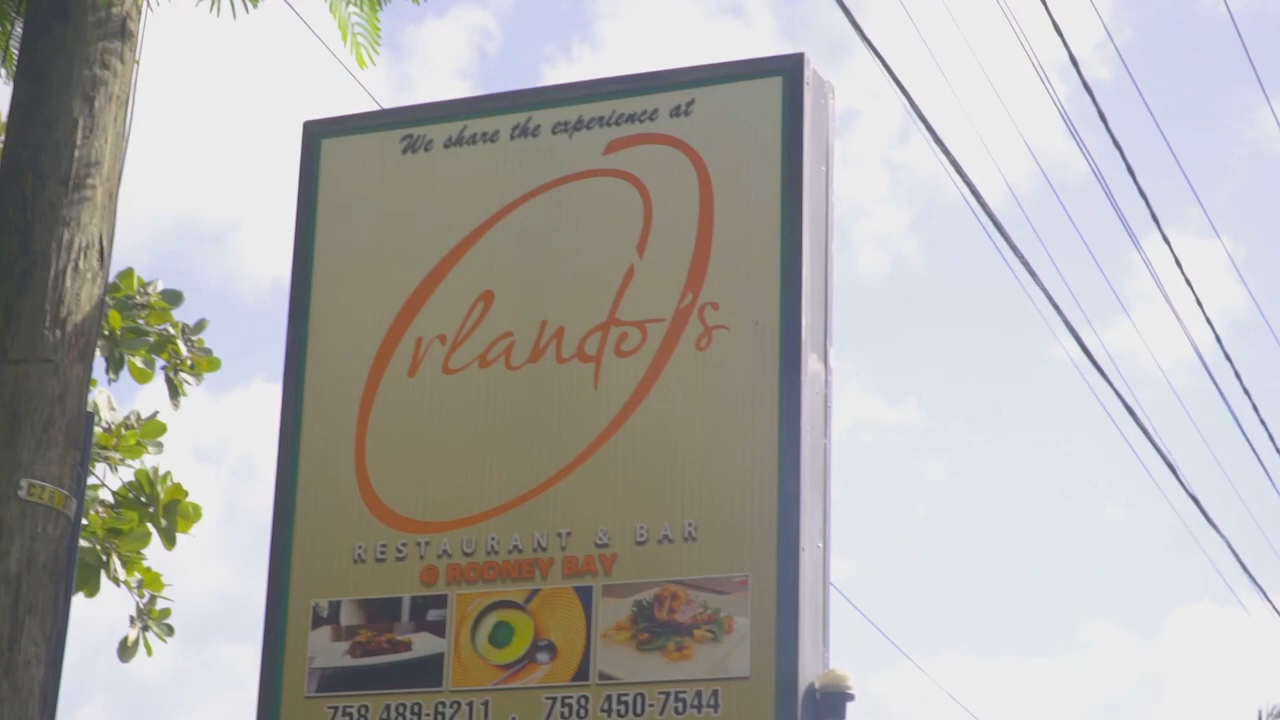 We share the experience at
Orlando's
RESTAURANT & BAR
@ RODNEY BAY
758 489-6211 . 758 450-7544